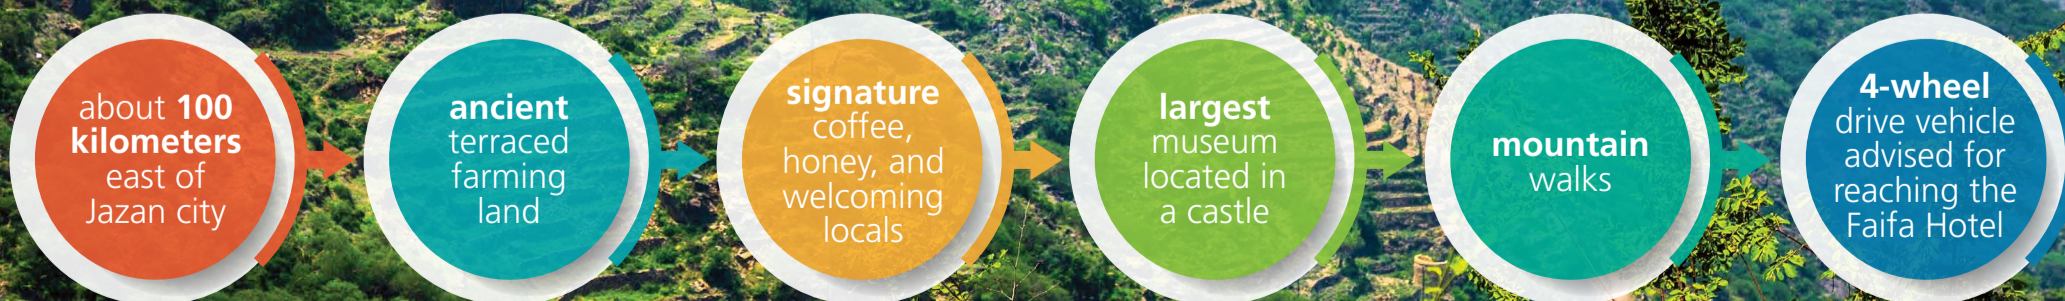 about 100
kilometers
east of
Jazan city
ancient
terraced
farming
land
signature
coffee,
honey, and
welcoming
locals
largest
museum
located in
a castle
mountain
walks
4-wheel
drive vehicle
advised for
reaching the
Faifa Hotel